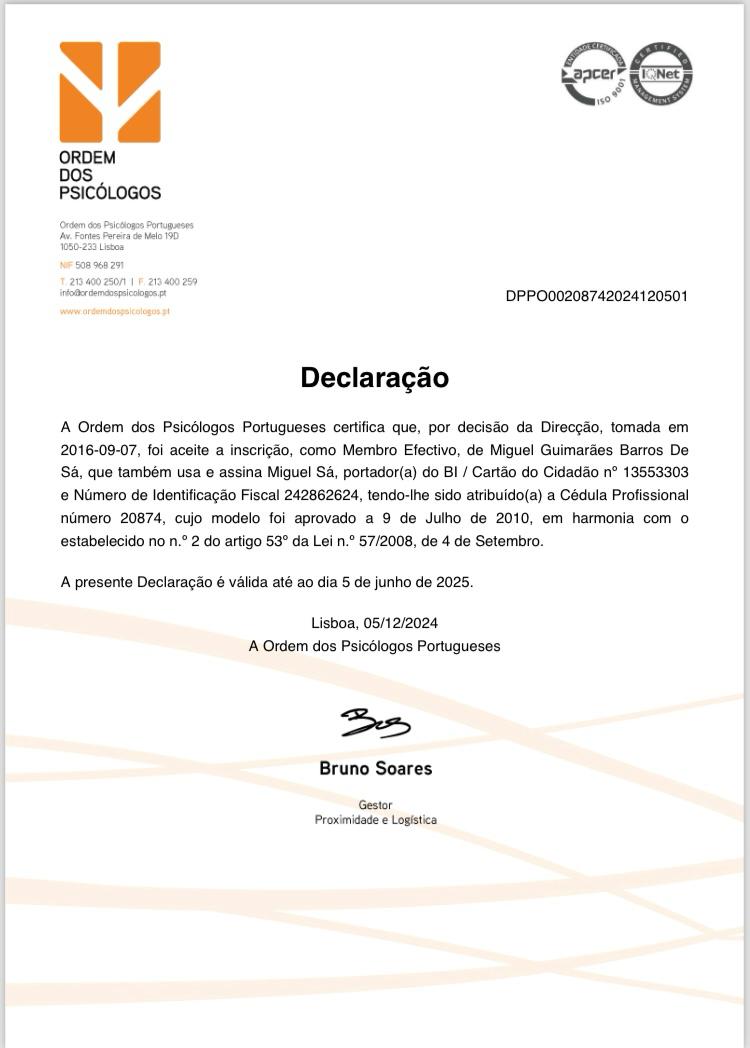 ORDEM
DOS
PSICÓLOGOS
ENTIDADE CERTIFICADA
apcer
ISO 9001
CERTIFIED
IQNet
MANAGEMENT SYSTEM
Ordem dos Psicólogos Portugueses
Av. Fontes Pereira de Melo 19D
1050-233 Lisboa
NIF 508 968 291
T. 213 400 250/1 | F. 213 400 259
info@ordemdospsicologos.pt
www.ordemdospsicologos.pt
DPPO00208742024120501
Declaração
A Ordem dos Psicólogos Portugueses certifica que, por decisão da Direcção, tomada em
2016-09-07, foi aceite a inscrição, como Membro Efectivo, de Miguel Guimarães Barros De
Sá, que também usa e assina Miguel Sá, portador(a) do BI / Cartão do Cidadão nº 13553303
e Número de Identificação Fiscal 242862624, tendo-lhe sido atribuído(a) a Cédula Profissional
número 20874, cujo modelo foi aprovado a 9 de Julho de 2010, em harmonia com o
estabelecido no n.º 2 do artigo 53º da Lei n.º 57/2008, de 4 de Setembro.
A presente Declaração é válida até ao dia 5 de junho de 2025.
Lisboa, 05/12/2024
A Ordem dos Psicólogos Portugueses
Bruno Soares
Gestor
Proximidade e Logística